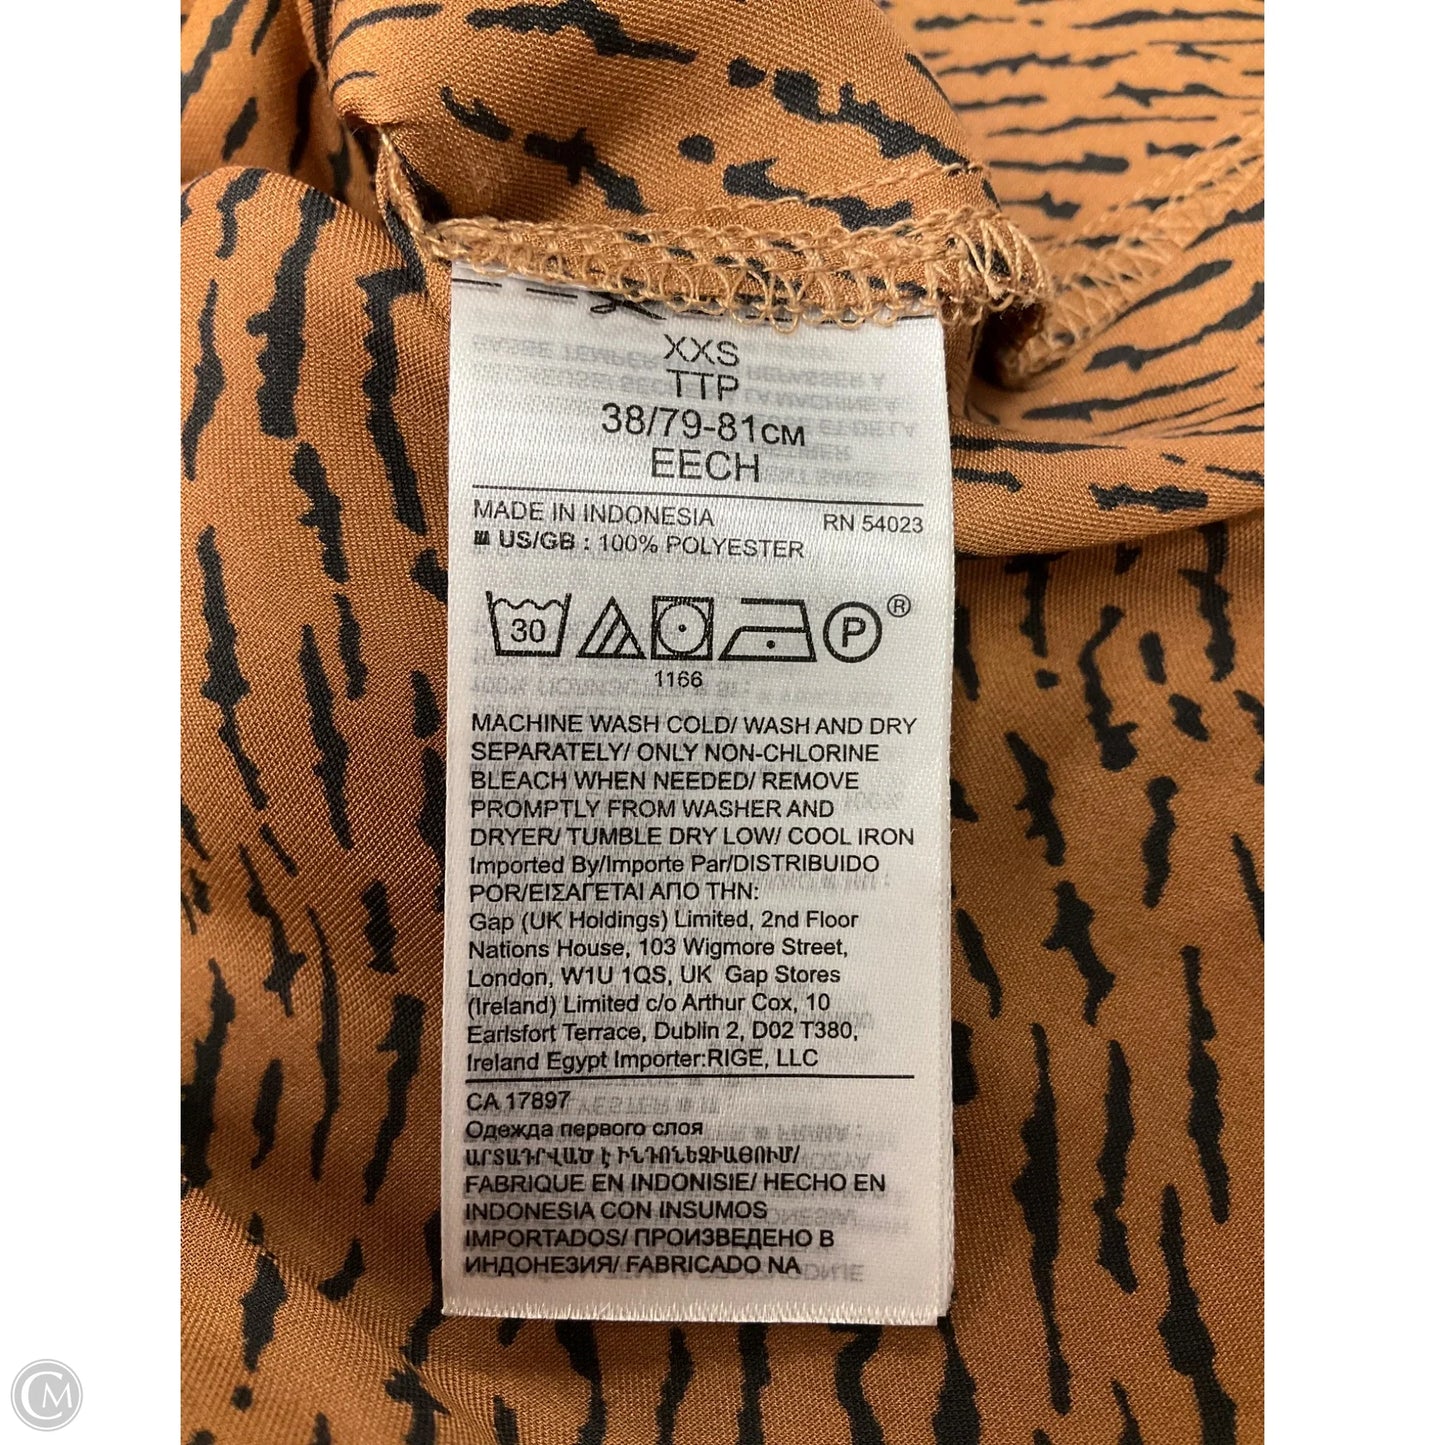 XXS
TTP
38/79-81CM
EECH
MADE IN INDONESIA RN 54023
US/GB : 100% POLYESTER
30 P ®
1166
MACHINE WASH COLD/ WASH AND DRY
SEPARATELY/ ONLY NON-CHLORINE
BLEACH WHEN NEEDED/ REMOVE
PROMPTLY FROM WASHER AND
DRYER/ TUMBLE DRY LOW/ COOL IRON
Imported By/Importe Par/DISTRIBUIDO
POR/ΕΙΣΑΓΕΤΑΙ ΑΠΟ ΤΗΝ:
Gap (UK Holdings) Limited, 2nd Floor
Nations House, 103 Wigmore Street,
London, W1U 1QS, UK Gap Stores
(Ireland) Limited c/o Arthur Cox, 10
Earlsfort Terrace, Dublin 2, D02 T380,
Ireland Egypt Importer:RIGE, LLC
CA 17897
Одежда первого слоя
ԱՐՏԱԴՐՎԱԾ է ԻՆԴՈՆԵԶԻԱՅՈՒՄ/
FABRIQUE EN INDONISIE/ HECHO EN
INDONESIA CON INSUMOS
IMPORTADOS/ ПРОИЗВЕДЕНО В
ИНДОНЕЗИЯ/ FABRICADO NA
CM